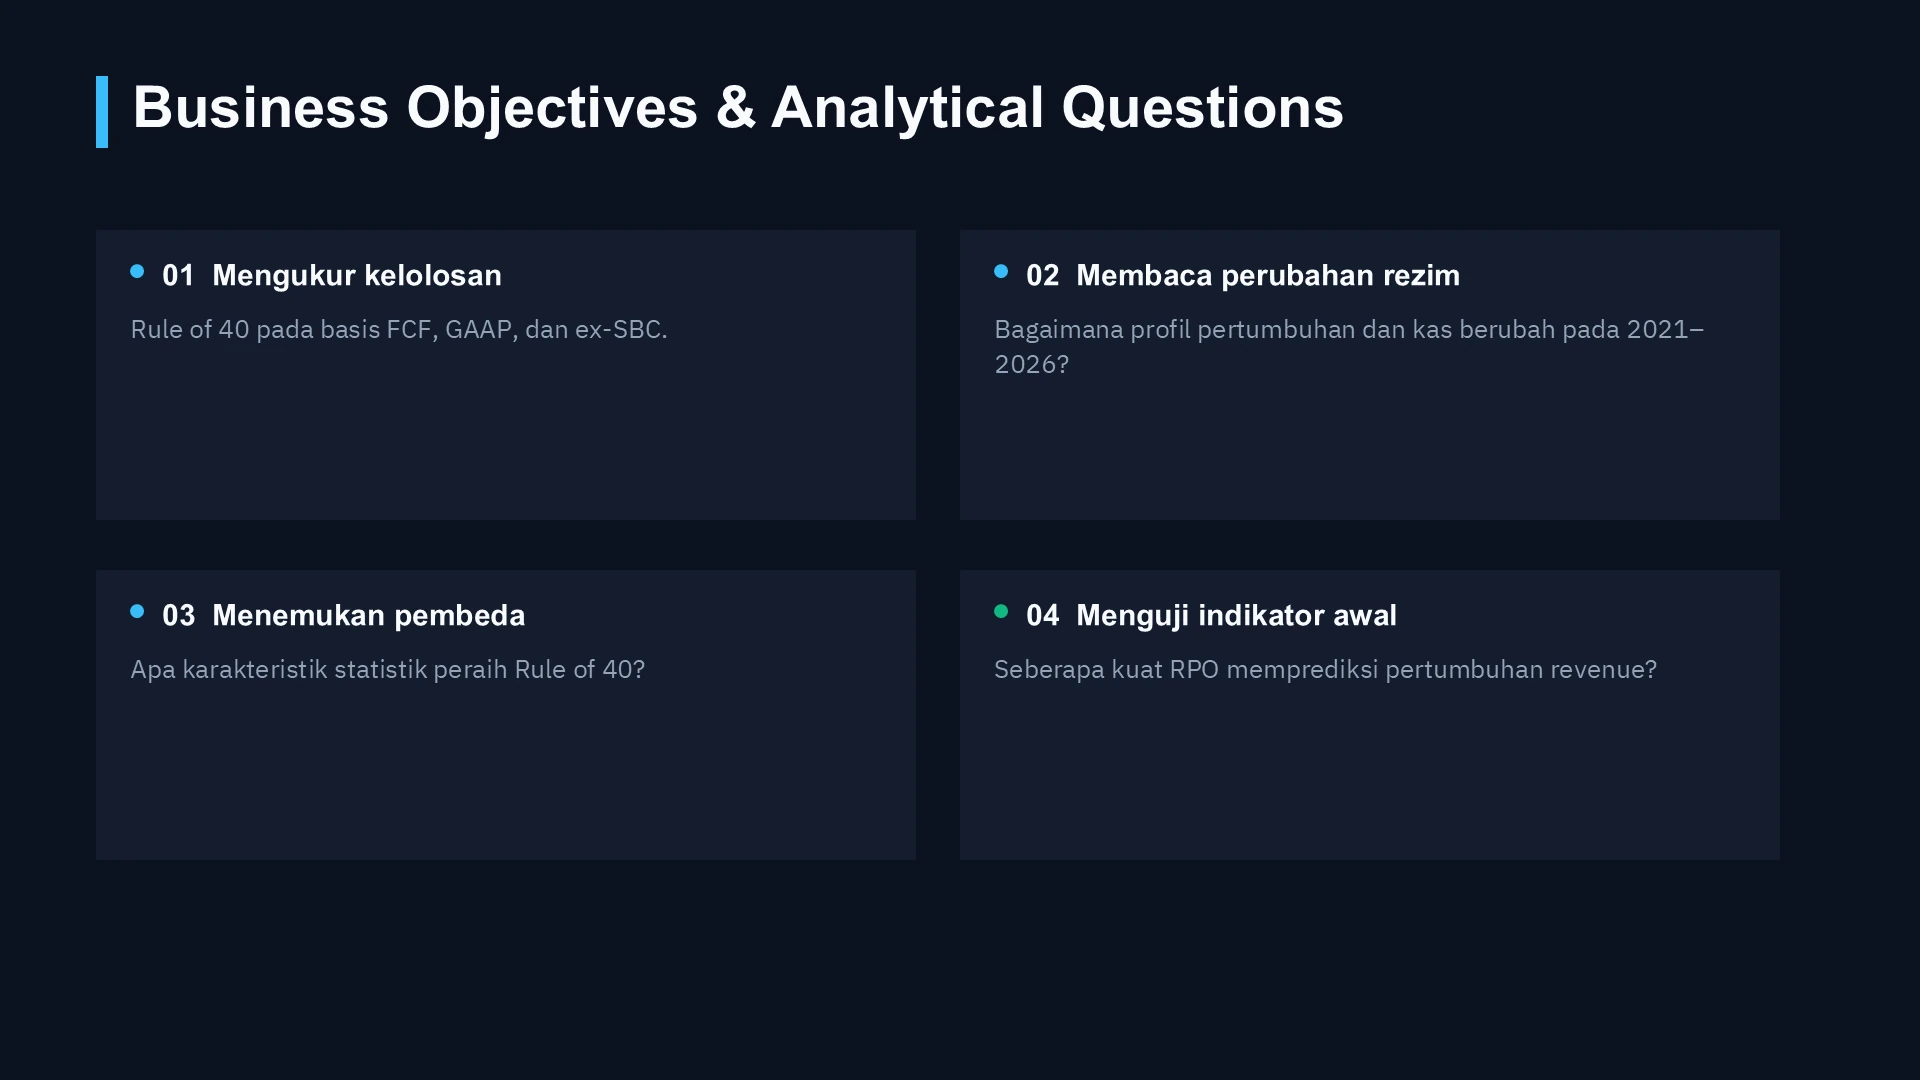 Business Objectives & Analytical Questions
01 Mengukur kelolosan
Rule of 40 pada basis FCF, GAAP, dan ex-SBC.
02 Membaca perubahan rezim
Bagaimana profil pertumbuhan dan kas berubah pada 2021–
2026?
03 Menemukan pembeda
Apa karakteristik statistik peraih Rule of 40?
04 Menguji indikator awal
Seberapa kuat RPO memprediksi pertumbuhan revenue?